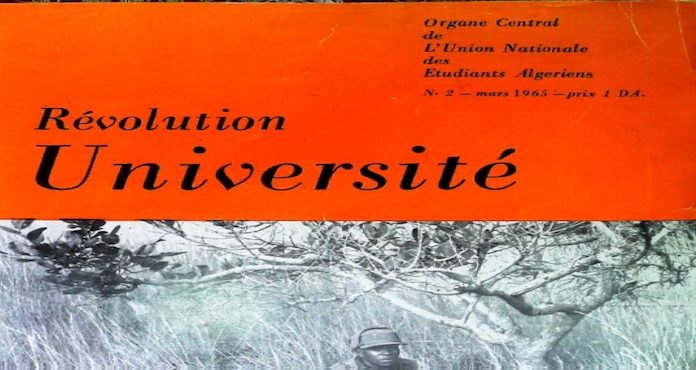 Organe Central
de
L'Union Nationale
des
Etudiants Algeriens
N° 2 — mars 1965 — prix 1 DA.
Révolution
Université